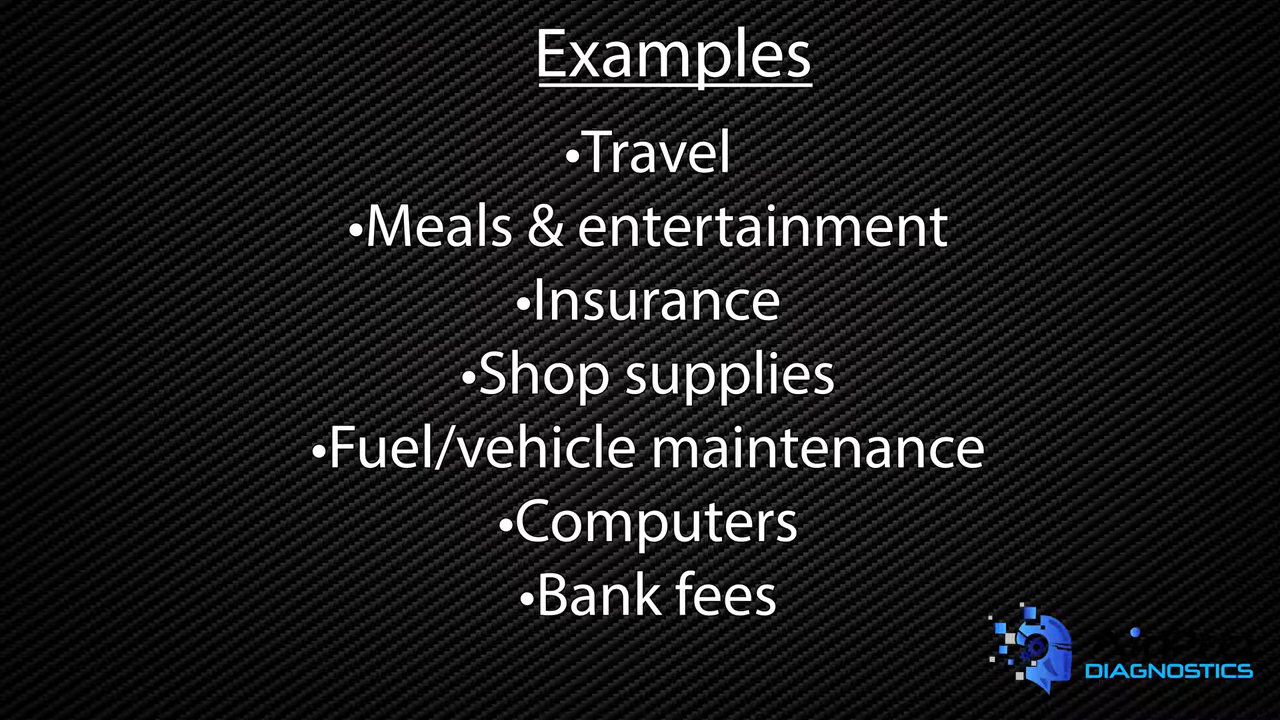 Examples
•Travel
•Meals & entertainment
•Insurance
•Shop supplies
•Fuel/vehicle maintenance
•Computers
•Bank fees
DIAGNOSTICS